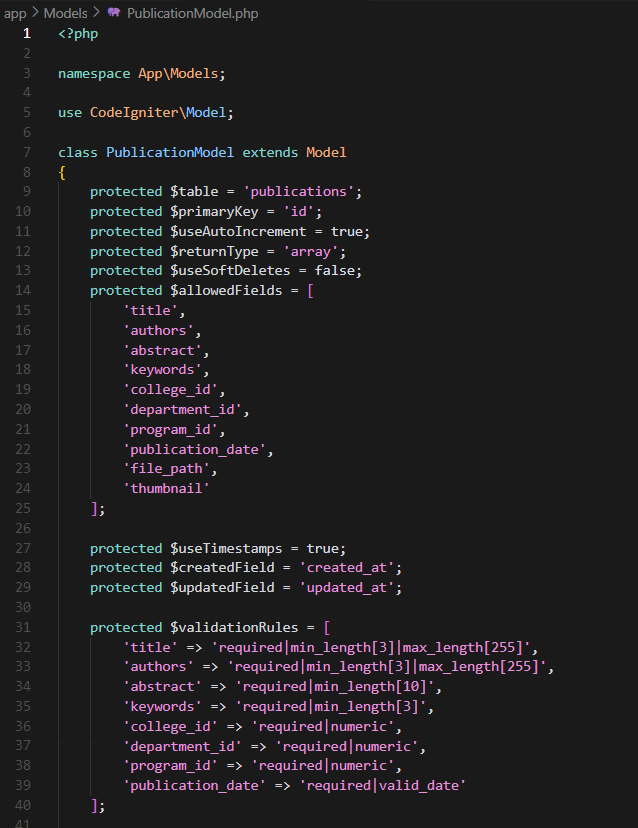 app > Models > PublicationModel.php
1 <?php
2
3 namespace App\Models;
4
5 use CodeIgniter\Model;
6
7 class PublicationModel extends Model
8 {
9     protected $table = 'publications';
10     protected $primaryKey = 'id';
11     protected $useAutoIncrement = true;
12     protected $returnType = 'array';
13     protected $useSoftDeletes = false;
14     protected $allowedFields = [
15         'title',
16         'authors',
17         'abstract',
18         'keywords',
19         'college_id',
20         'department_id',
21         'program_id',
22         'publication_date',
23         'file_path',
24         'thumbnail'
25     ];
26
27     protected $useTimestamps = true;
28     protected $createdField = 'created_at';
29     protected $updatedField = 'updated_at';
30
31     protected $validationRules = [
32         'title' => 'required|min_length[3]|max_length[255]',
33         'authors' => 'required|min_length[3]|max_length[255]',
34         'abstract' => 'required|min_length[10]',
35         'keywords' => 'required|min_length[3]',
36         'college_id' => 'required|numeric',
37         'department_id' => 'required|numeric',
38         'program_id' => 'required|numeric',
39         'publication_date' => 'required|valid_date'
40     ];
41